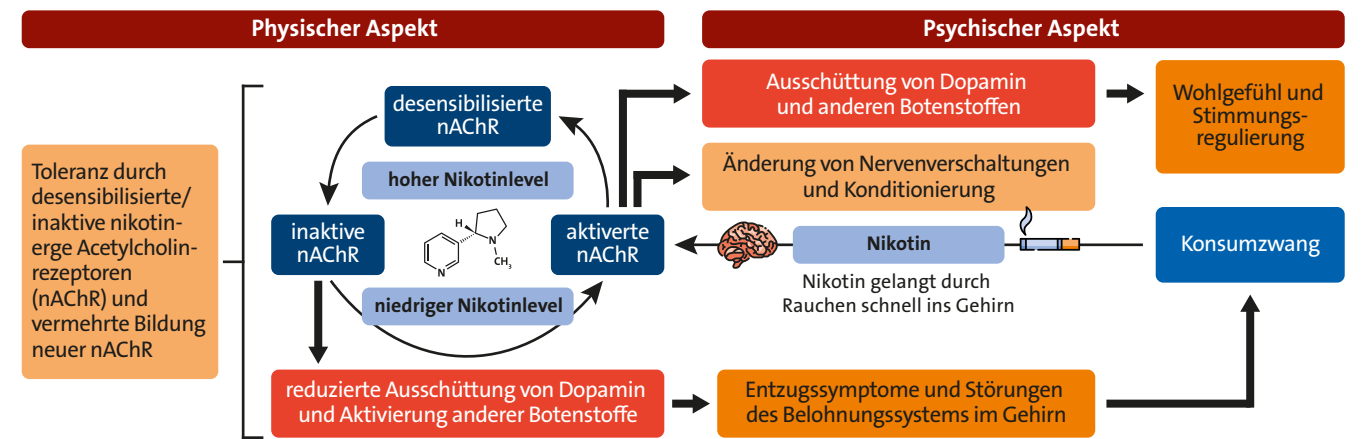 Physischer Aspekt
Psychischer Aspekt
Toleranz durch
desensibilisierte/
inaktive nikotin-
erge Acetylcholin-
rezeptoren
(nAChR) und
vermehrte Bildung
neuer nAChR
desensibilisierte
nAChR
hoher Nikotinlevel
inaktive
nAChR
H
N
CH3
N
aktivierte
nAChR
niedriger Nikotinlevel
reduzierte Ausschüttung von Dopamin
und Aktivierung anderer Botenstoffe
Ausschüttung von Dopamin
und anderen Botenstoffen
Wohlgefühl und
Stimmungs-
regulierung
Änderung von Nervenverschaltungen
und Konditionierung
Nikotin
Nikotin gelangt durch
Rauchen schnell ins Gehirn
Konsumzwang
Entzugssymptome und Störungen
des Belohnungssystems im Gehirn